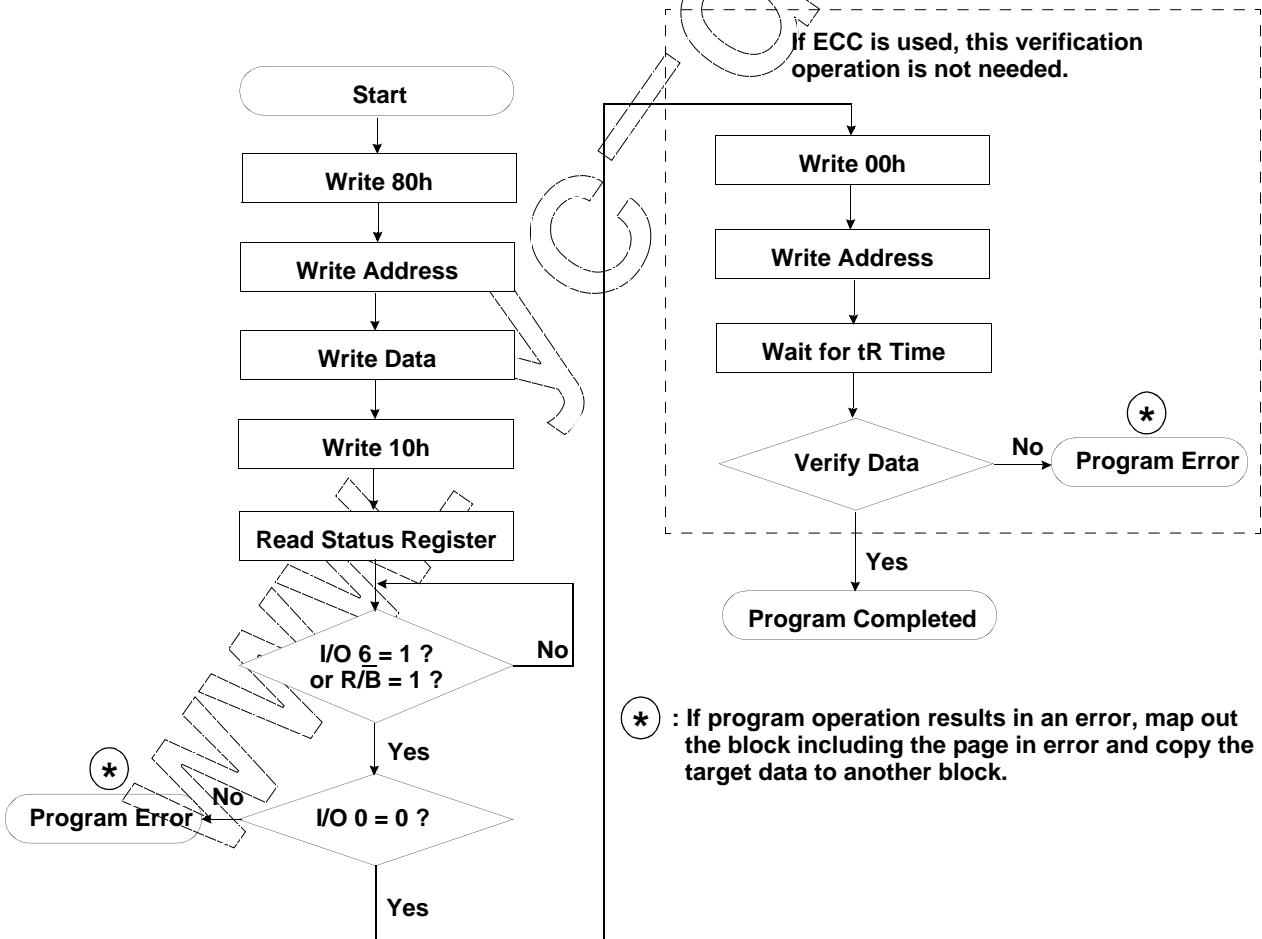 Start
Write 80h
Write Address
Write Data
Write 10h
Read Status Register
I/O 6 = 1 ?
or R/B̅ = 1 ?
No
Yes
*
No
Program Error
I/O 0 = 0 ?
Yes
If ECC is used, this verification
operation is not needed.
Write 00h
Write Address
Wait for tR Time
Verify Data
No
*
Program Error
Yes
Program Completed
* : If program operation results in an error, map out
the block including the page in error and copy the
target data to another block.